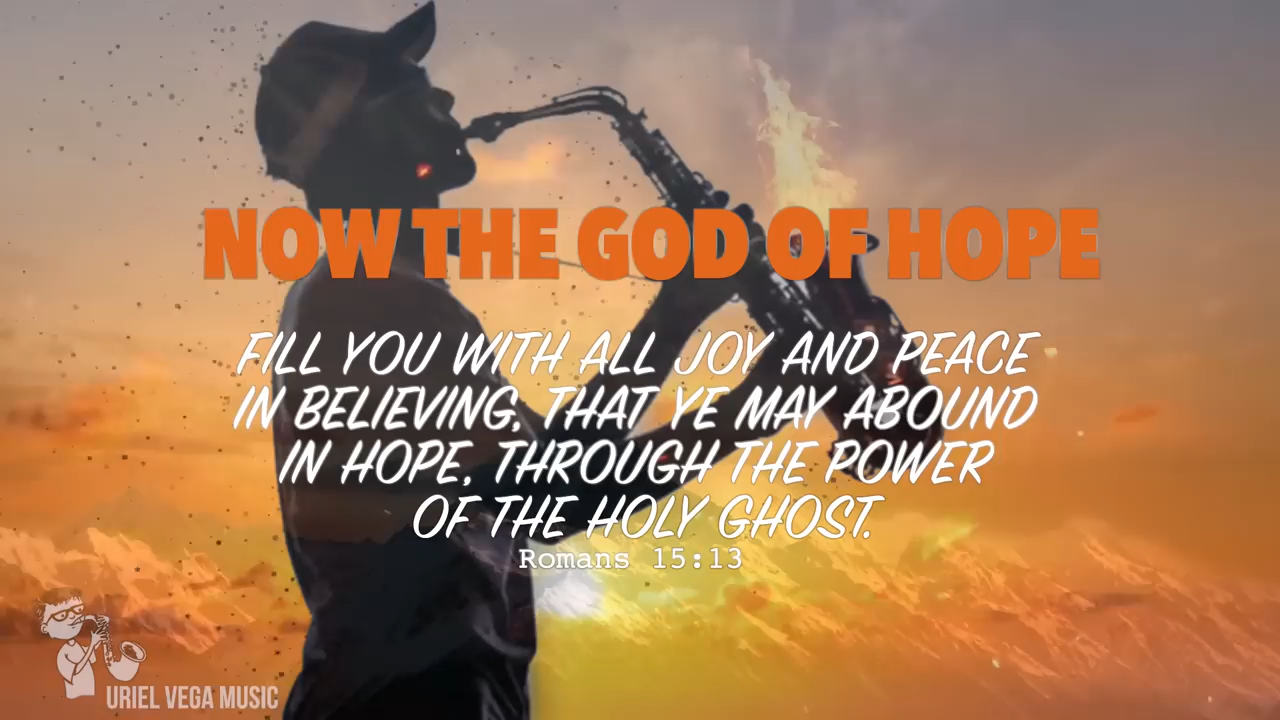 NOW THE GOD OF HOPE
FILL YOU WITH ALL JOY AND PEACE
IN BELIEVING, THAT YE MAY ABOUND
IN HOPE, THROUGH THE POWER
OF THE HOLY GHOST.
Romans 15:13
URIEL VEGA MUSIC